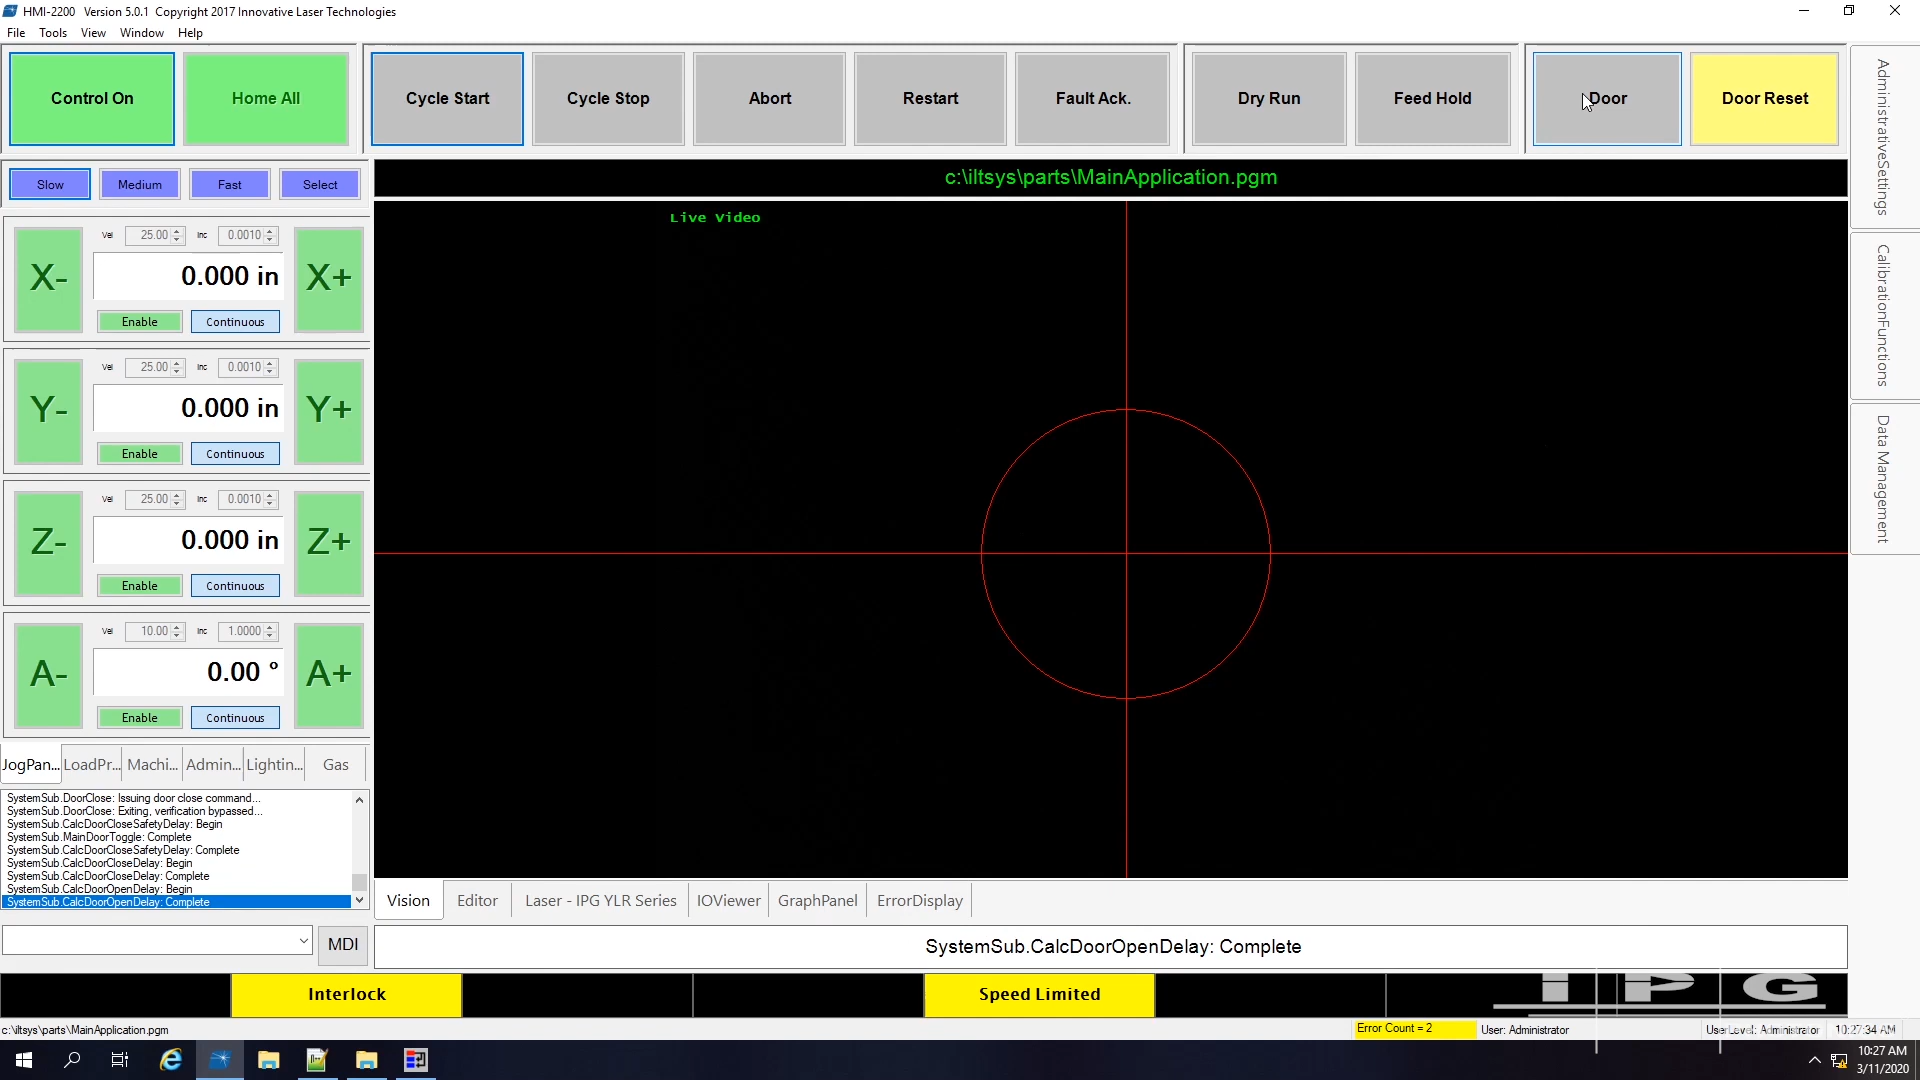 HMI-2200 Version 5.0.1 Copyright 2017 Innovative Laser Technologies
File Tools View Window Help
Control On
Home All
Cycle Start
Cycle Stop
Abort
Restart
Fault Ack.
Dry Run
Feed Hold
Door
Door Reset
AdministrativeSettings
CalibrationFunctions
Data Management
Slow
Medium
Fast
Select
c:\iltsys\parts\MainApplication.pgm
Live Video
Vel 25.00 Inc 0.0010
X- 0.000 in X+
Enable Continuous
Vel 25.00 Inc 0.0010
Y- 0.000 in Y+
Enable Continuous
Vel 25.00 Inc 0.0010
Z- 0.000 in Z+
Enable Continuous
Vel 10.00 Inc 1.0000
A- 0.00 ° A+
Enable Continuous
JogPan... LoadPr... Machi... Admin... Lightin... Gas
SystemSub.DoorClose: Issuing door close command...
SystemSub.DoorClose: Exiting, verification bypassed...
SystemSub.CalcDoorCloseSafetyDelay: Begin
SystemSub.MainDoorToggle: Complete
SystemSub.CalcDoorCloseSafetyDelay: Complete
SystemSub.CalcDoorCloseDelay: Begin
SystemSub.CalcDoorCloseDelay: Complete
SystemSub.CalcDoorOpenDelay: Begin
SystemSub.CalcDoorOpenDelay: Complete
Vision Editor Laser - IPG YLR Series IOViewer GraphPanel ErrorDisplay
MDI
SystemSub.CalcDoorOpenDelay: Complete
Interlock
Speed Limited
IPG
c:\iltsys\parts\MainApplication.pgm
Error Count = 2
User: Administrator
UserLevel: Administrator
10:27:34 AM
10:27 AM
3/11/2020